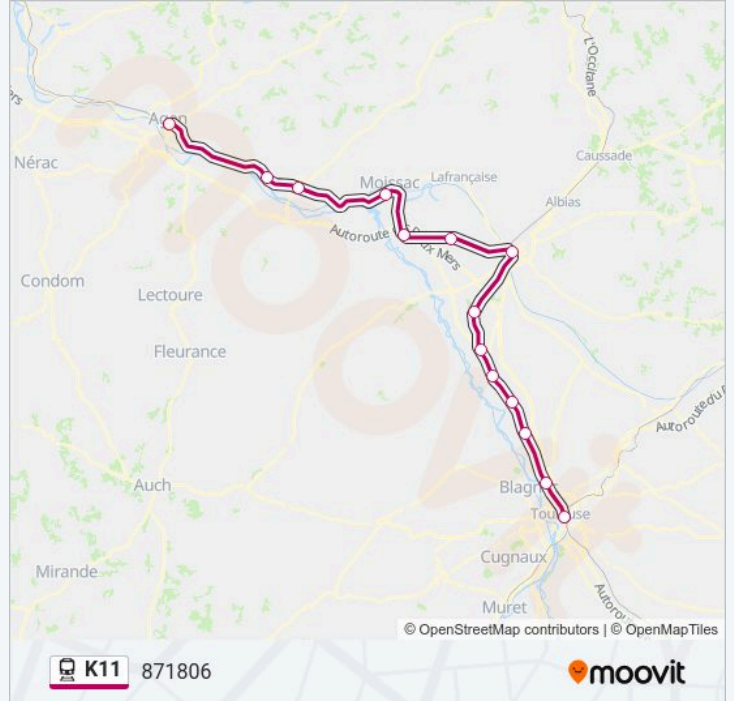 L'Occitane
Agen
Nérac
Caussade
Moissac
Lafrançaise
Albias
Autoroute des Deux Mers
Condom
Lectoure
Fleurance
Autoroute du
Auch
Blagnac
Toulouse
Cugnaux
Mirande
Muret
© OpenStreetMap contributors | © OpenMapTiles
K11 871806
moovit